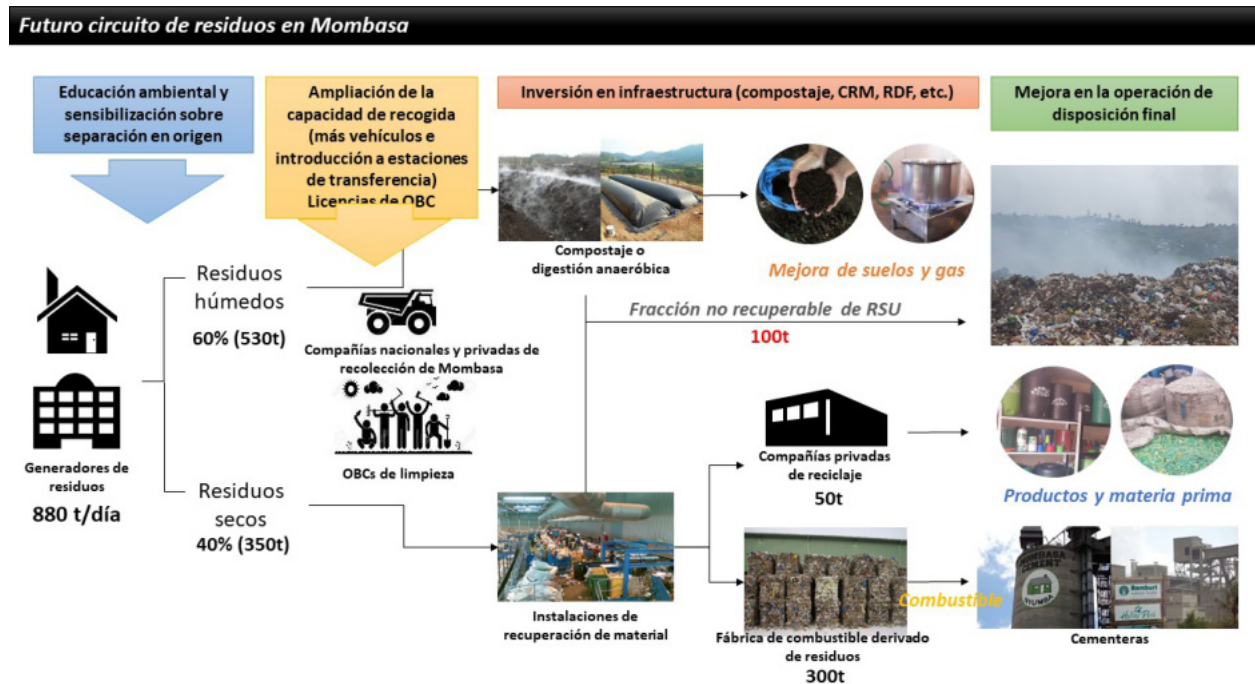 Futuro circuito de residuos en Mombasa
Educación ambiental y
sensibilización sobre
separación en origen
Ampliación de la
capacidad de recogida
(más vehículos e
introducción a estaciones
de transferencia)
Licencias de OBC
Inversión en infraestructura (compostaje, CRM, RDF, etc.)
Mejora en la operación de
disposición final
Compostaje o
digestión anaeróbica
Mejora de suelos y gas
Residuos
húmedos
60% (530t)
Compañías nacionales y privadas de
recolección de Mombasa
Fracción no recuperable de RSU
100t
OBCs de limpieza
Generadores de
residuos
880 t/día
Residuos
secos
40% (350t)
Compañías privadas
de reciclaje
50t
Productos y materia prima
Instalaciones de
recuperación de material
Fábrica de combustible derivado
de residuos
300t
Combustible
MOMBASA
CEMENT
NYUMBA
Bamburi
Cementeras